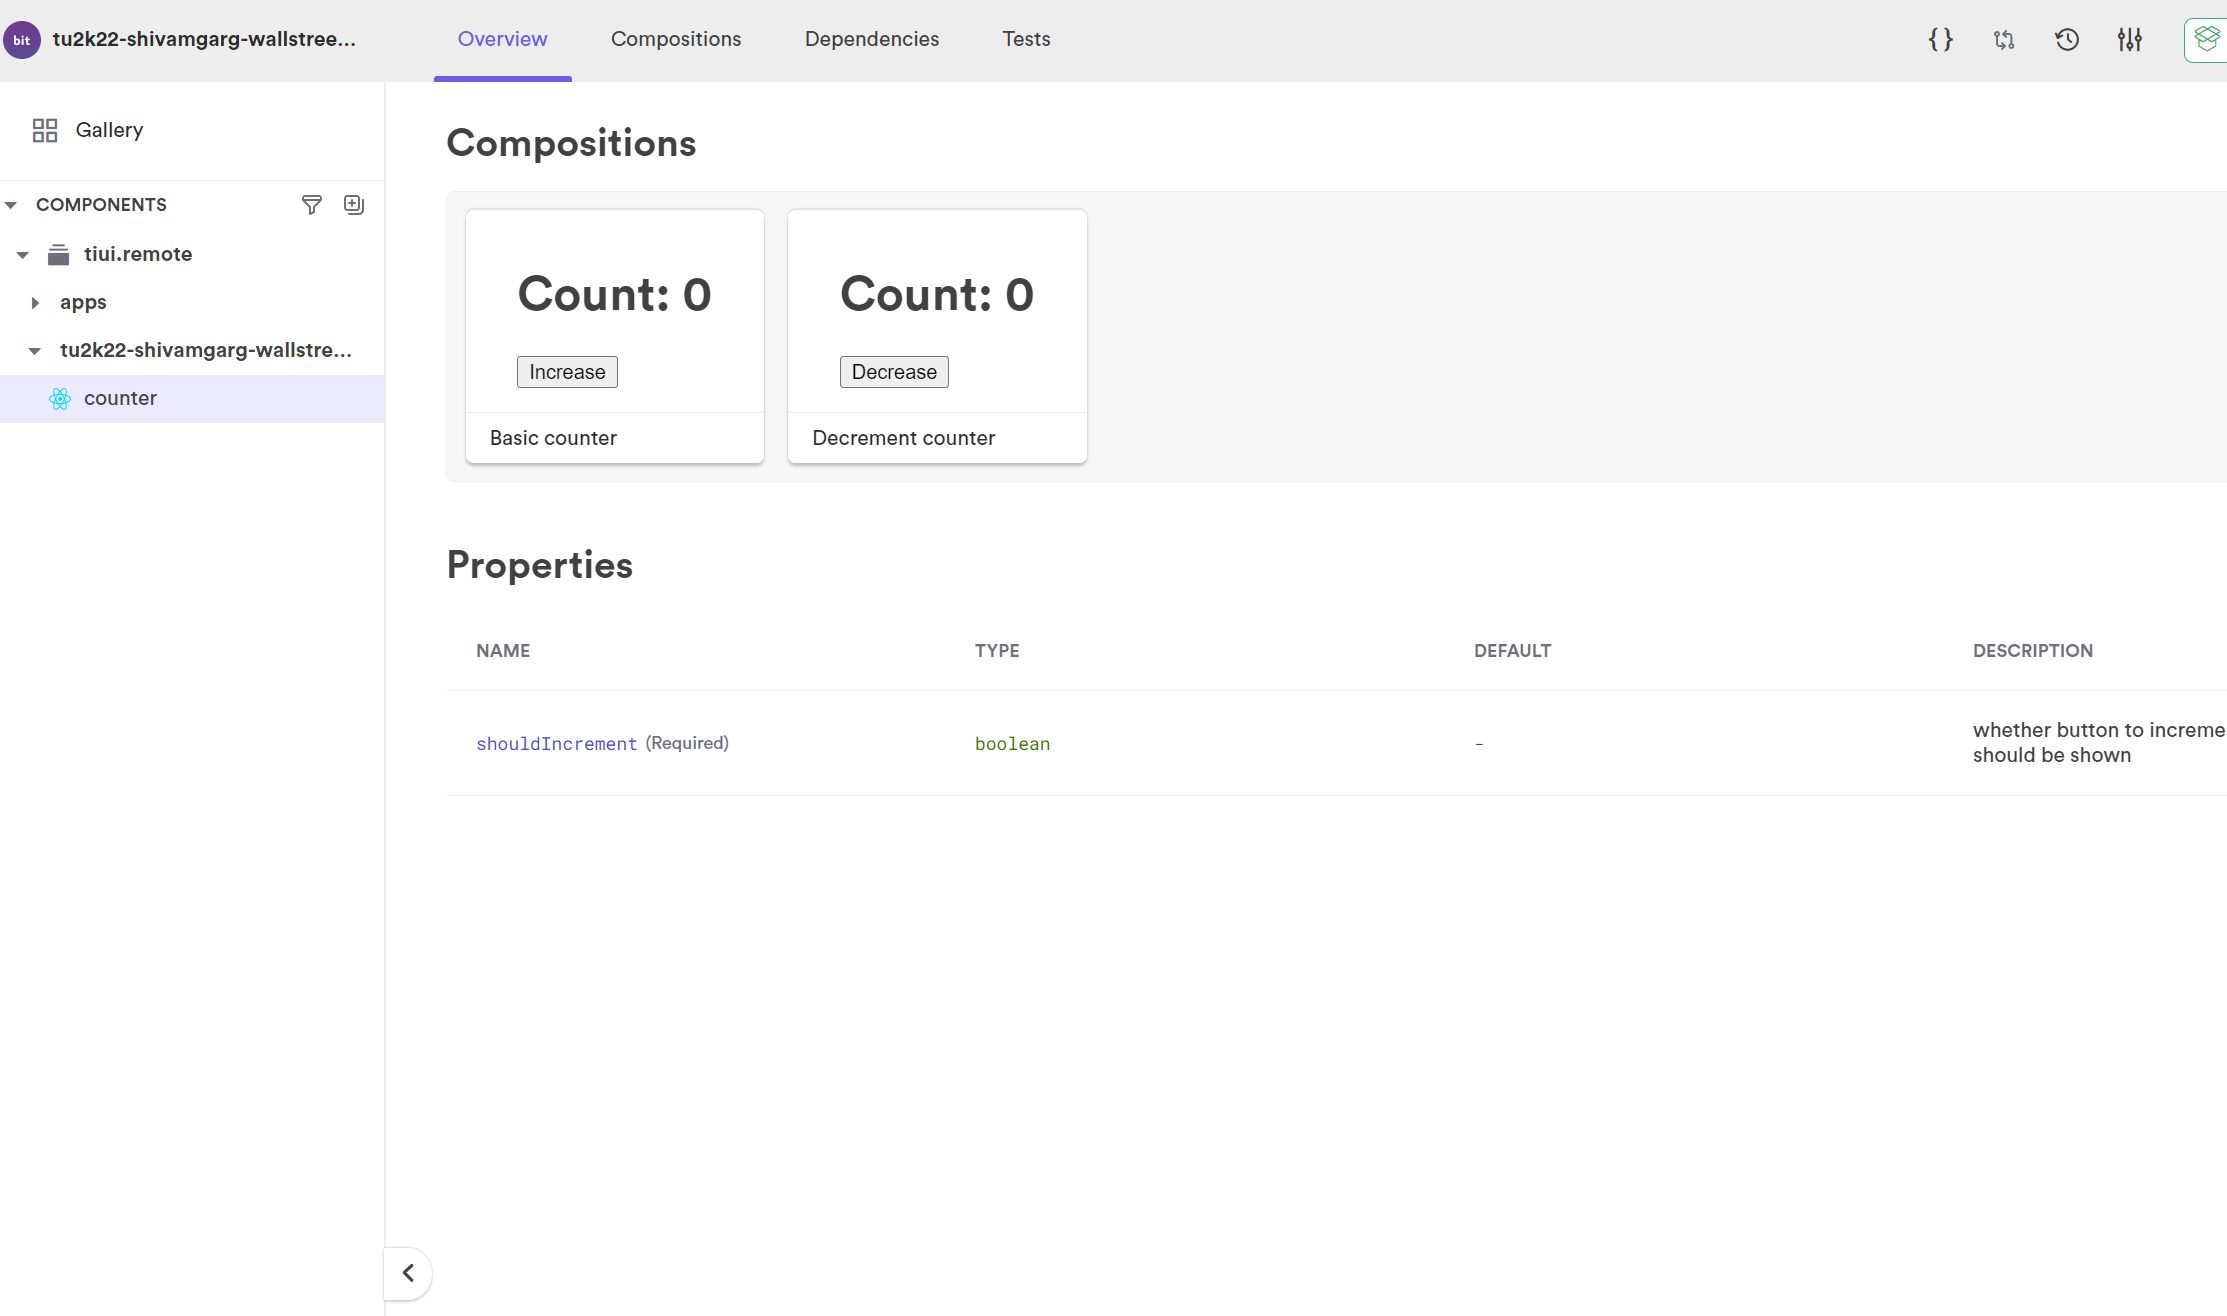 bit tu2k22-shivamgarg-wallstree... Overview Compositions Dependencies Tests
Gallery
COMPONENTS
tiui.remote
apps
tu2k22-shivamgarg-wallstre...
counter
Compositions
Count: 0
Increase
Basic counter
Count: 0
Decrease
Decrement counter
Properties
NAME TYPE DEFAULT DESCRIPTION
shouldIncrement (Required) boolean - whether button to increme
should be shown